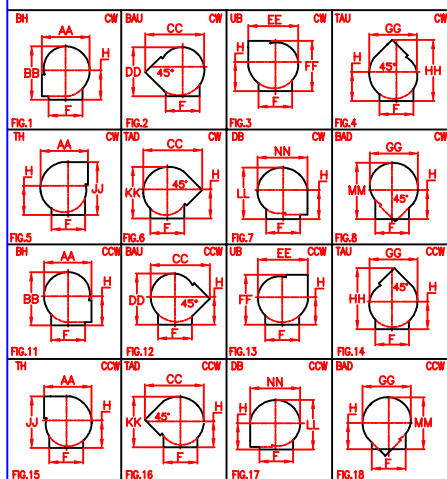 BH CW
AA
H
BB
F
FIG.1
BAU CW
CC
DD
45°
H
F
FIG.2
UB CW
EE
H
FF
F
FIG.3
TAU CW
GG
H
HH
45°
F
FIG.4
TH CW
AA
H
JJ
F
FIG.5
TAD CW
CC
KK
45°
H
F
FIG.6
DB CW
NN
LL
H
F
FIG.7
BAD CW
GG
MM
H
45°
F
FIG.8
BH CCW
AA
BB
H
F
FIG.11
BAU CCW
CC
DD
45°
H
F
FIG.12
UB CCW
EE
FF
H
F
FIG.13
TAU CCW
GG
HH
45°
H
F
FIG.14
TH CCW
AA
JJ
H
F
FIG.15
TAD CCW
CC
KK
45°
H
F
FIG.16
DB CCW
NN
H
LL
F
FIG.17
BAD CCW
GG
H
MM
45°
F
FIG.18